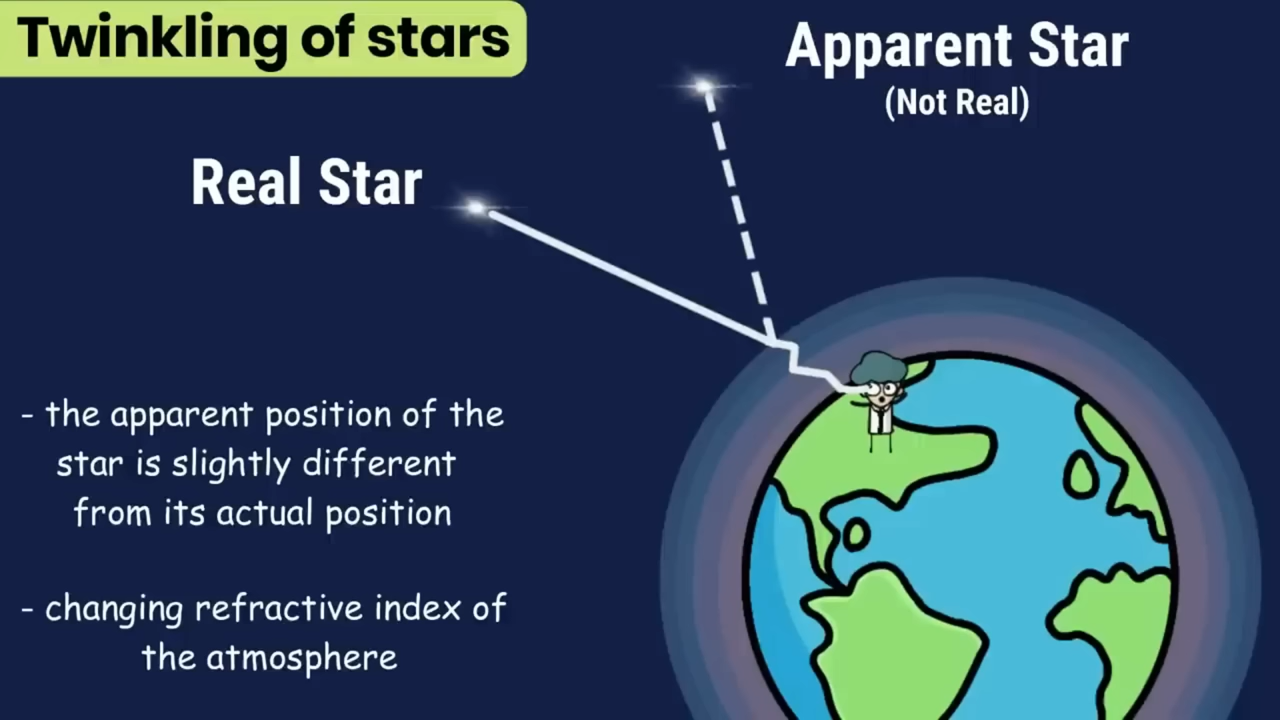 Twinkling of stars
Apparent Star
(Not Real)
Real Star
- the apparent position of the
star is slightly different
from its actual position
- changing refractive index of
the atmosphere